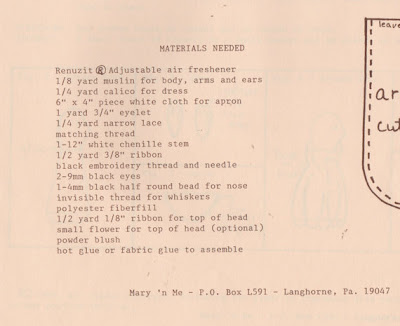 MATERIALS NEEDED
Renuzit ® Adjustable air freshener
1/8 yard muslin for body, arms and ears
1/4 yard calico for dress
6" x 4" piece white cloth for apron
1 yard 3/4" eyelet
1/4 yard narrow lace
matching thread
1-12" white chenille stem
1/2 yard 3/8" ribbon
black embroidery thread and needle
2-9mm black eyes
1-4mm black half round bead for nose
invisible thread for whiskers
polyester fiberfill
1/2 yard 1/8" ribbon for top of head
small flower for top of head (optional)
powder blush
hot glue or fabric glue to assemble
Mary 'n Me - P.O. Box L591 - Langhorne, Pa. 19047
leave
ar
cut